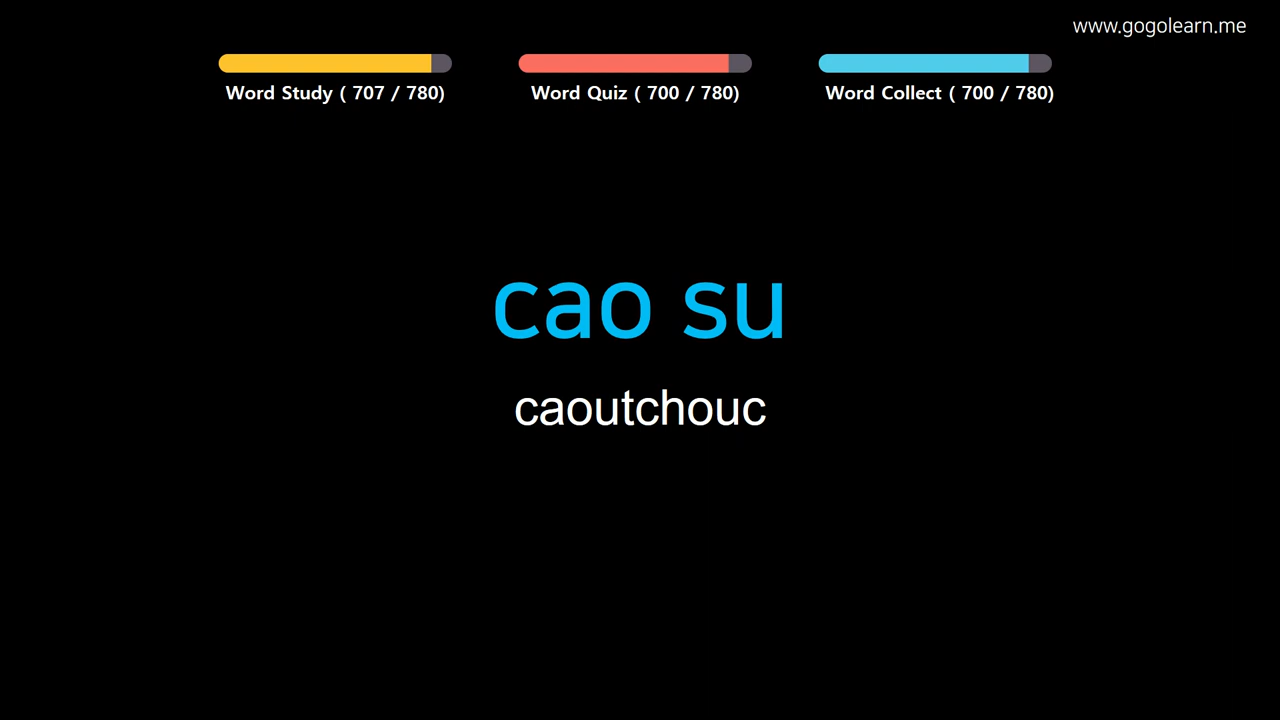 www.gogolearn.me
Word Study ( 707 / 780)
Word Quiz ( 700 / 780)
Word Collect ( 700 / 780)
cao su
caoutchouc